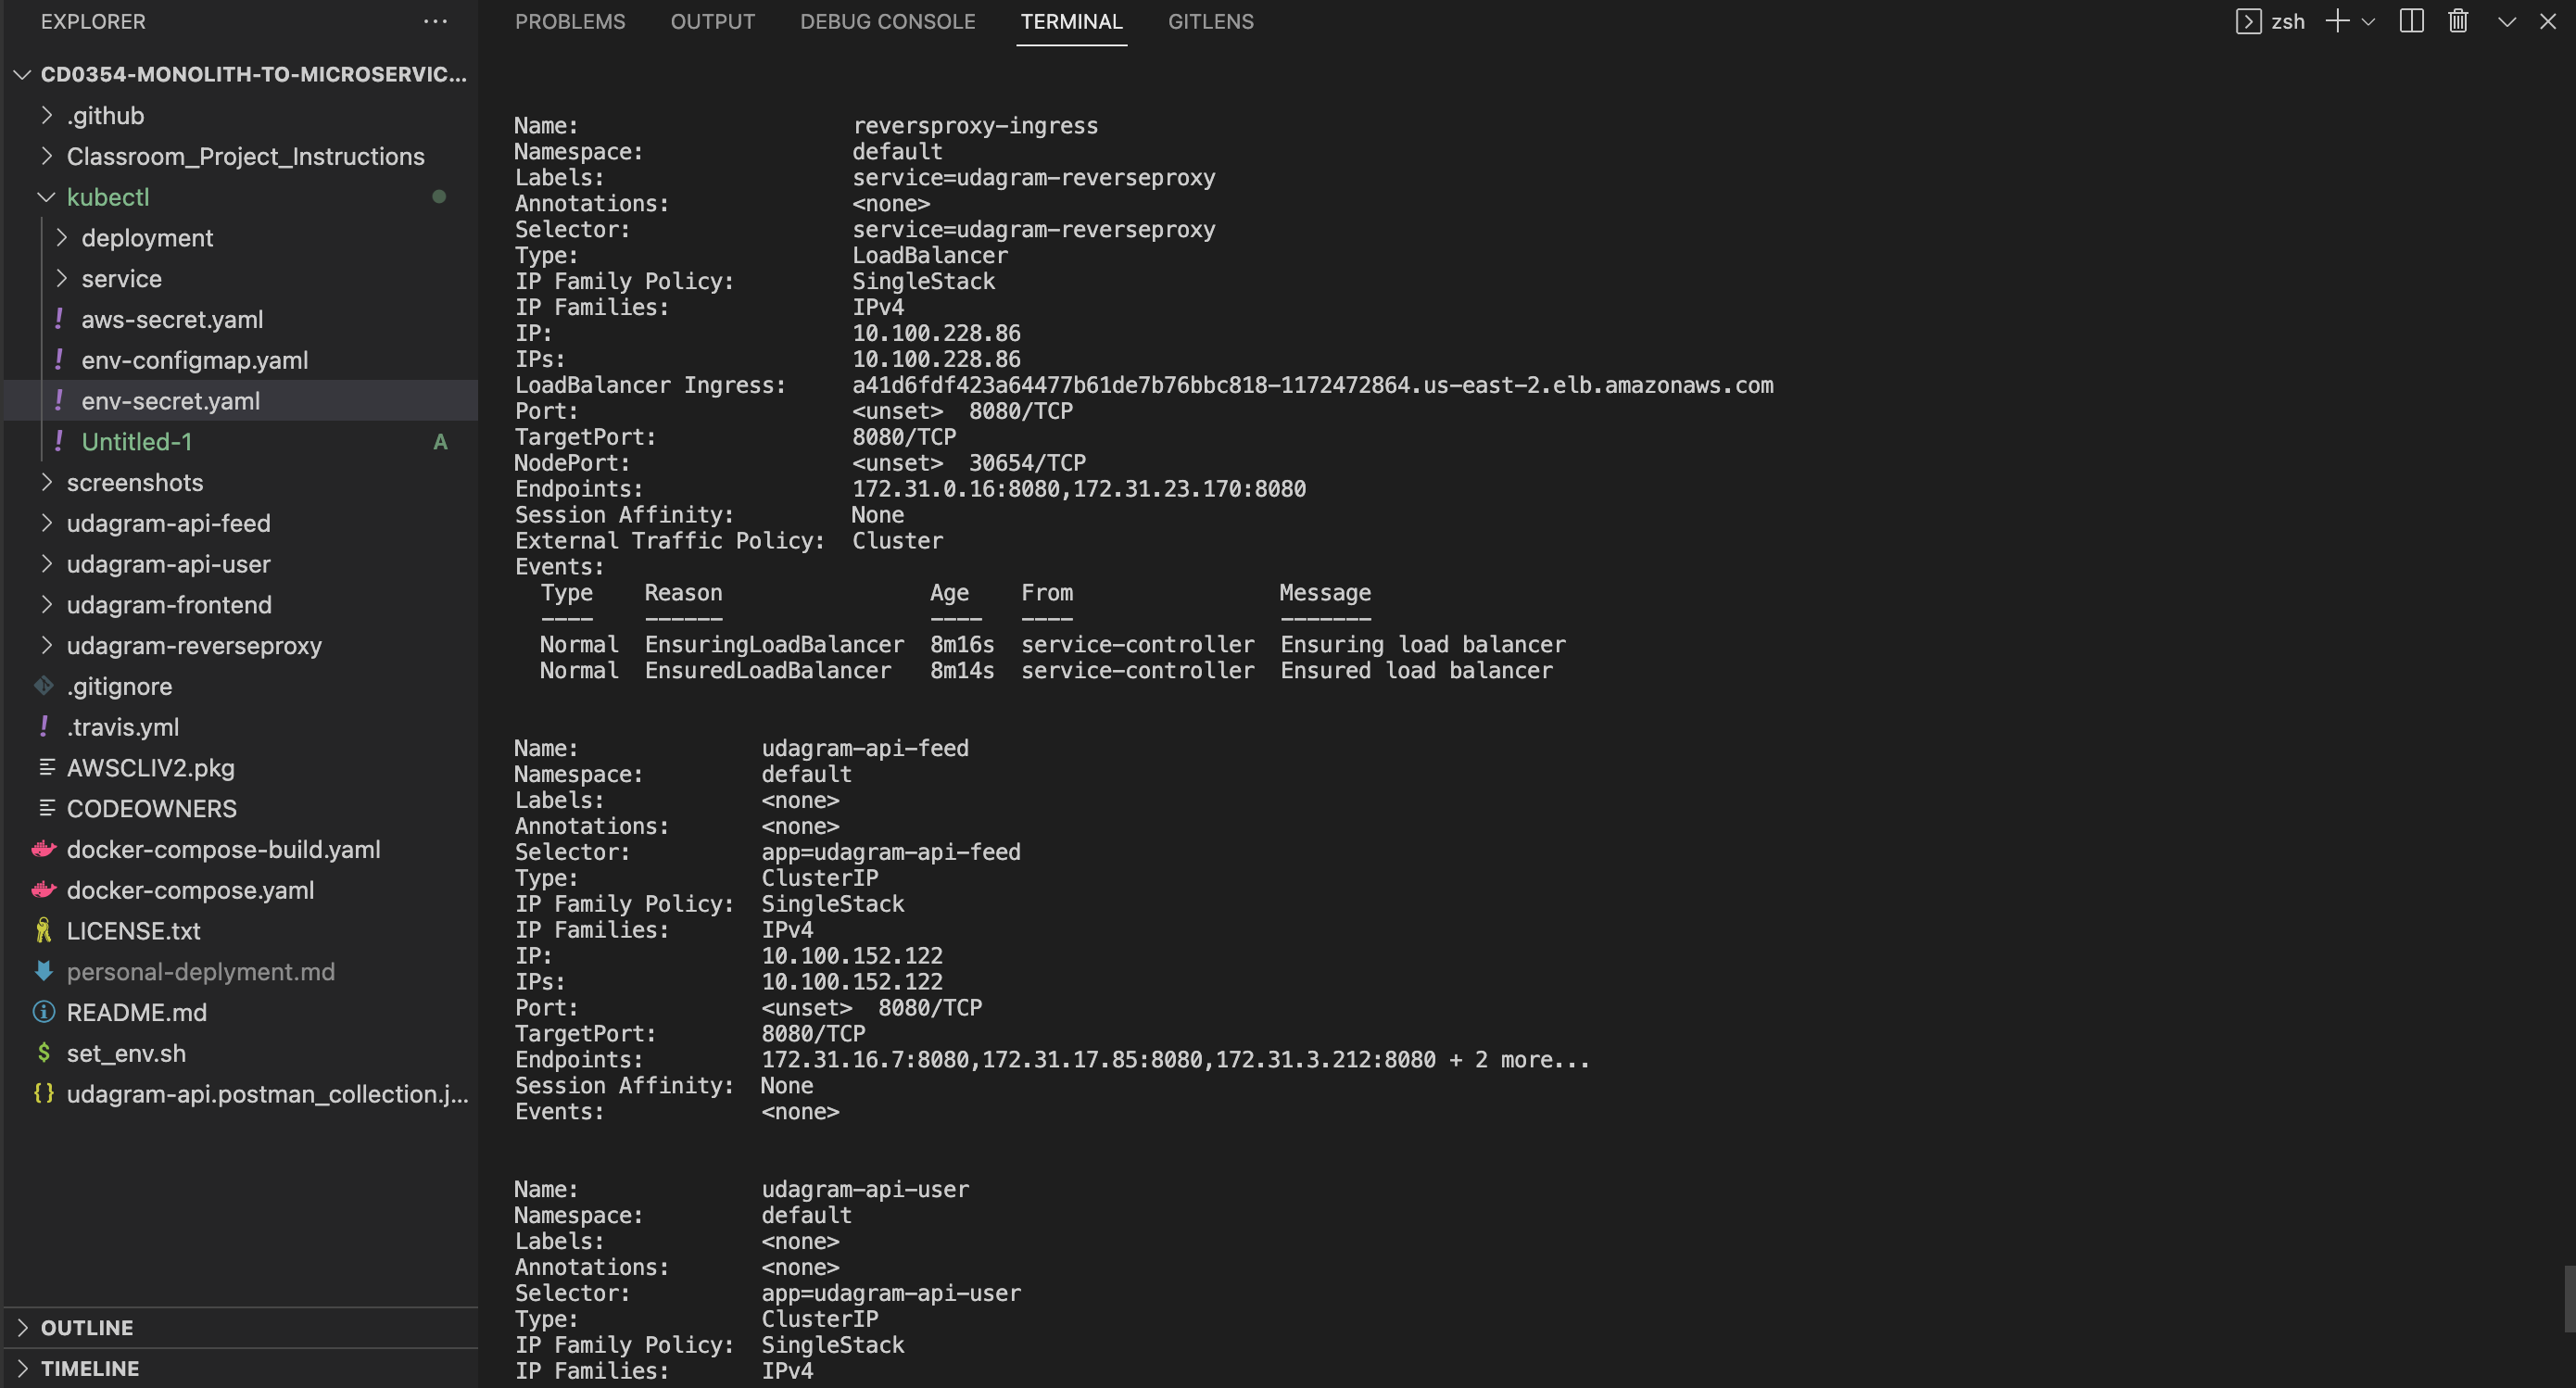 EXPLORER
CD0354-MONOLITH-TO-MICROSERVIC...
.github
Classroom_Project_Instructions
kubectl
deployment
service
! aws-secret.yaml
! env-configmap.yaml
! env-secret.yaml
! Untitled-1 A
screenshots
udagram-api-feed
udagram-api-user
udagram-frontend
udagram-reverseproxy
.gitignore
! .travis.yml
AWSCLIV2.pkg
CODEOWNERS
docker-compose-build.yaml
docker-compose.yaml
LICENSE.txt
personal-deplyment.md
README.md
$ set_env.sh
{} udagram-api.postman_collection.j...
OUTLINE
TIMELINE
PROBLEMS OUTPUT DEBUG CONSOLE TERMINAL GITLENS zsh
Name: reversproxy-ingress
Namespace: default
Labels: service=udagram-reverseproxy
Annotations: <none>
Selector: service=udagram-reverseproxy
Type: LoadBalancer
IP Family Policy: SingleStack
IP Families: IPv4
IP: 10.100.228.86
IPs: 10.100.228.86
LoadBalancer Ingress: a41d6fdf423a64477b61de7b76bbc818-1172472864.us-east-2.elb.amazonaws.com
Port: <unset> 8080/TCP
TargetPort: 8080/TCP
NodePort: <unset> 30654/TCP
Endpoints: 172.31.0.16:8080,172.31.23.170:8080
Session Affinity: None
External Traffic Policy: Cluster
Events:
Type Reason Age From Message
---- ------ ---- ---- -------
Normal EnsuringLoadBalancer 8m16s service-controller Ensuring load balancer
Normal EnsuredLoadBalancer 8m14s service-controller Ensured load balancer
Name: udagram-api-feed
Namespace: default
Labels: <none>
Annotations: <none>
Selector: app=udagram-api-feed
Type: ClusterIP
IP Family Policy: SingleStack
IP Families: IPv4
IP: 10.100.152.122
IPs: 10.100.152.122
Port: <unset> 8080/TCP
TargetPort: 8080/TCP
Endpoints: 172.31.16.7:8080,172.31.17.85:8080,172.31.3.212:8080 + 2 more...
Session Affinity: None
Events: <none>
Name: udagram-api-user
Namespace: default
Labels: <none>
Annotations: <none>
Selector: app=udagram-api-user
Type: ClusterIP
IP Family Policy: SingleStack
IP Families: IPv4